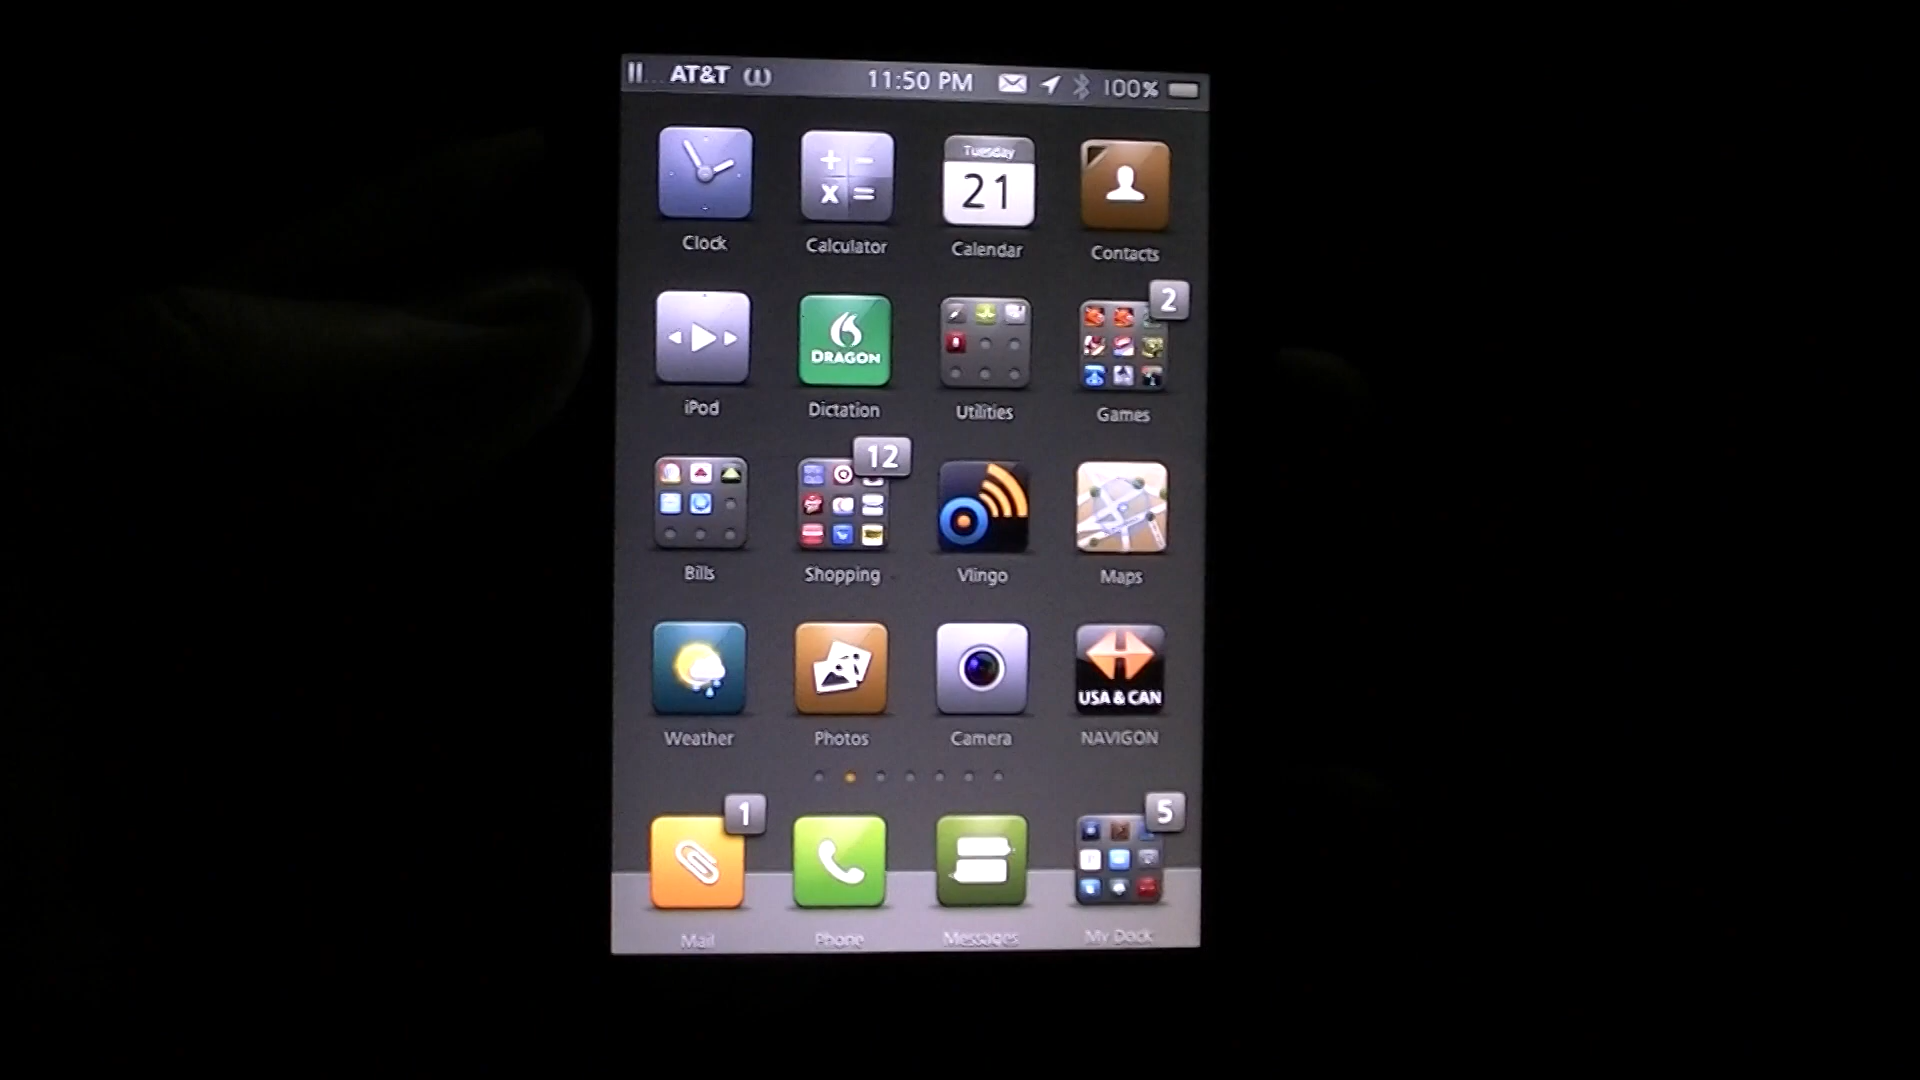 AT&T 11:50 PM 100%
Tuesday
+ −
21
x =
Clock Calculator Calendar Contacts
2
DRAGON
iPod Dictation Utilities Games
12
Bills Shopping Vlingo Maps
USA & CAN
Weather Photos Camera NAVIGON
1 5
Mail Phone Messages My Dock